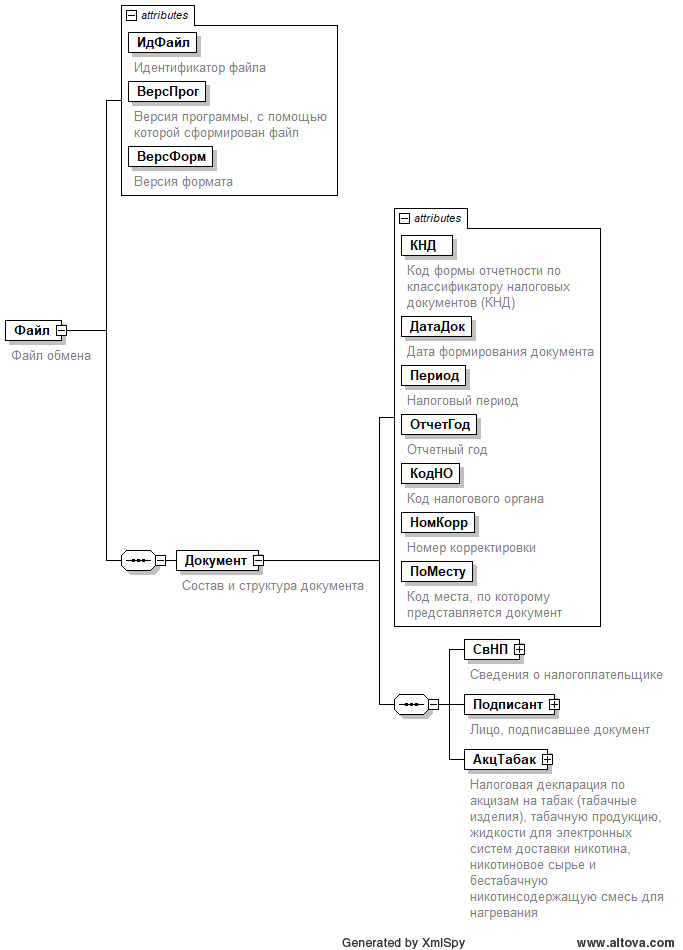 attributes
ИдФайл
Идентификатор файла
ВерсПрог
Версия программы, с помощью
которой сформирован файл
ВерсФорм
Версия формата
Файл
Файл обмена
attributes
КНД
Код формы отчетности по
классификатору налоговых
документов (КНД)
ДатаДок
Дата формирования документа
Период
Налоговый период
ОтчетГод
Отчетный год
КодНО
Код налогового органа
НомКорр
Номер корректировки
ПоМесту
Код места, по которому
представляется документ
Документ
Состав и структура документа
СвНП
Сведения о налогоплательщике
Подписант
Лицо, подписавшее документ
АкцТабак
Налоговая декларация по
акцизам на табак (табачные
изделия), табачную продукцию,
жидкости для электронных
систем доставки никотина,
никотиновое сырье и
бестабачную
никотинсодержащую смесь для
нагревания
Generated by XmlSpy
www.altova.com